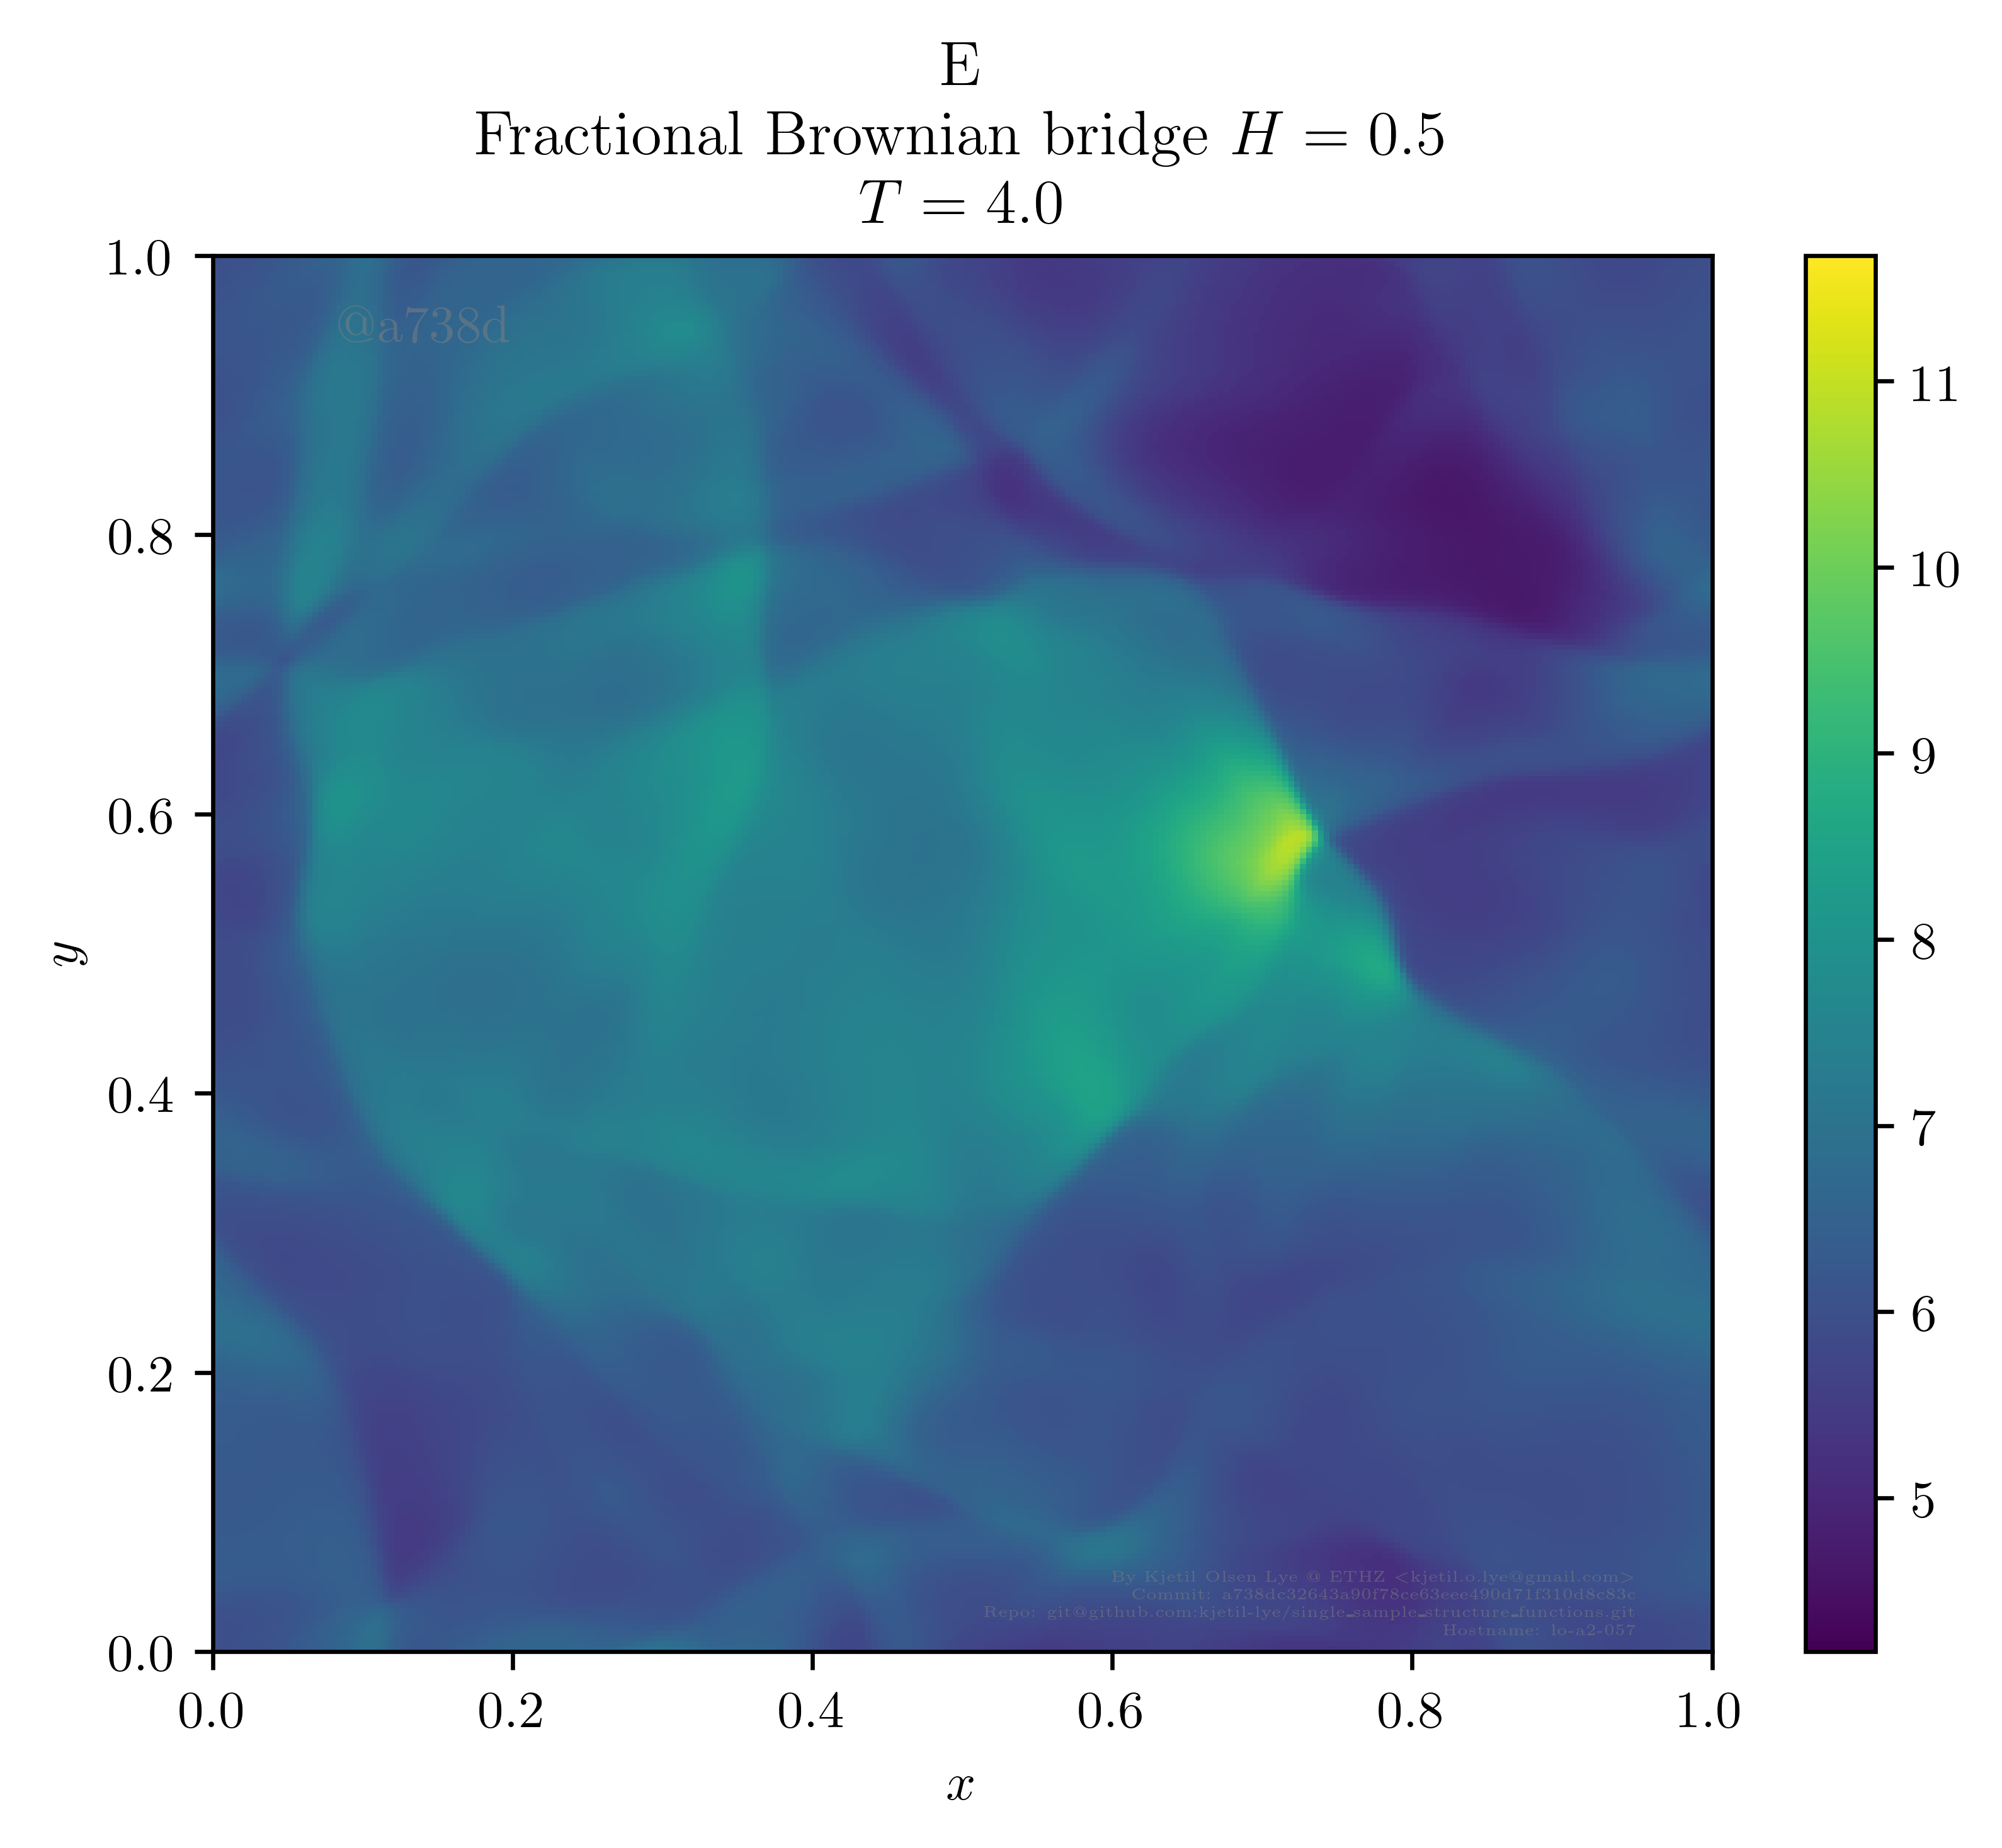 E
Fractional Brownian bridge H = 0.5
T = 4.0
1.0
0.8
0.6
0.4
0.2
0.0
y
@a738d
By Kjetil Olsen Lye @ ETHZ <kjetil.o.lye@gmail.com>
Commit: a738dc32643a90f78ce63eee490d71f310d8c83c
Repo: git@github.com:kjetil-lye/single_sample_structure_functions.git
Hostname: lo-a2-057
0.0 0.2 0.4 0.6 0.8 1.0
x
11
10
9
8
7
6
5